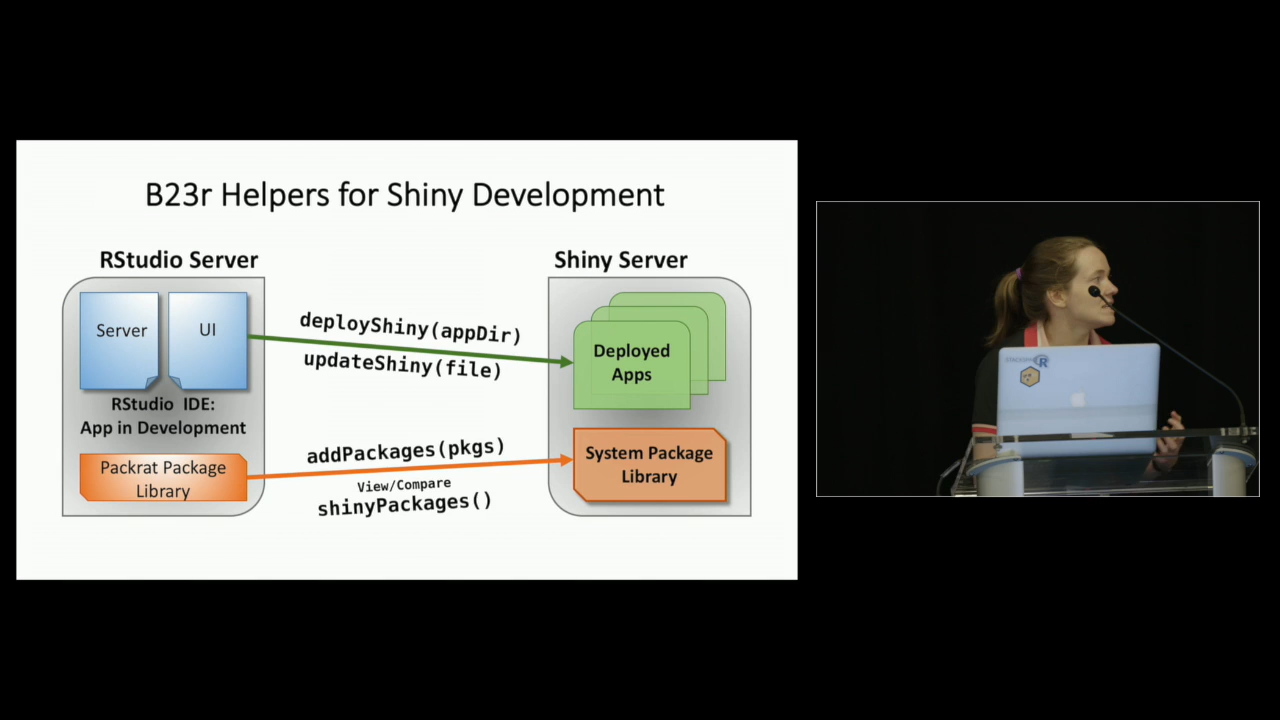 B23r Helpers for Shiny Development
RStudio Server
Shiny Server
Server
UI
RStudio IDE:
App in Development
Packrat Package
Library
deployShiny(appDir)
updateShiny(file)
addPackages(pkgs)
View/Compare
shinyPackages()
Deployed
Apps
System Package
Library
R